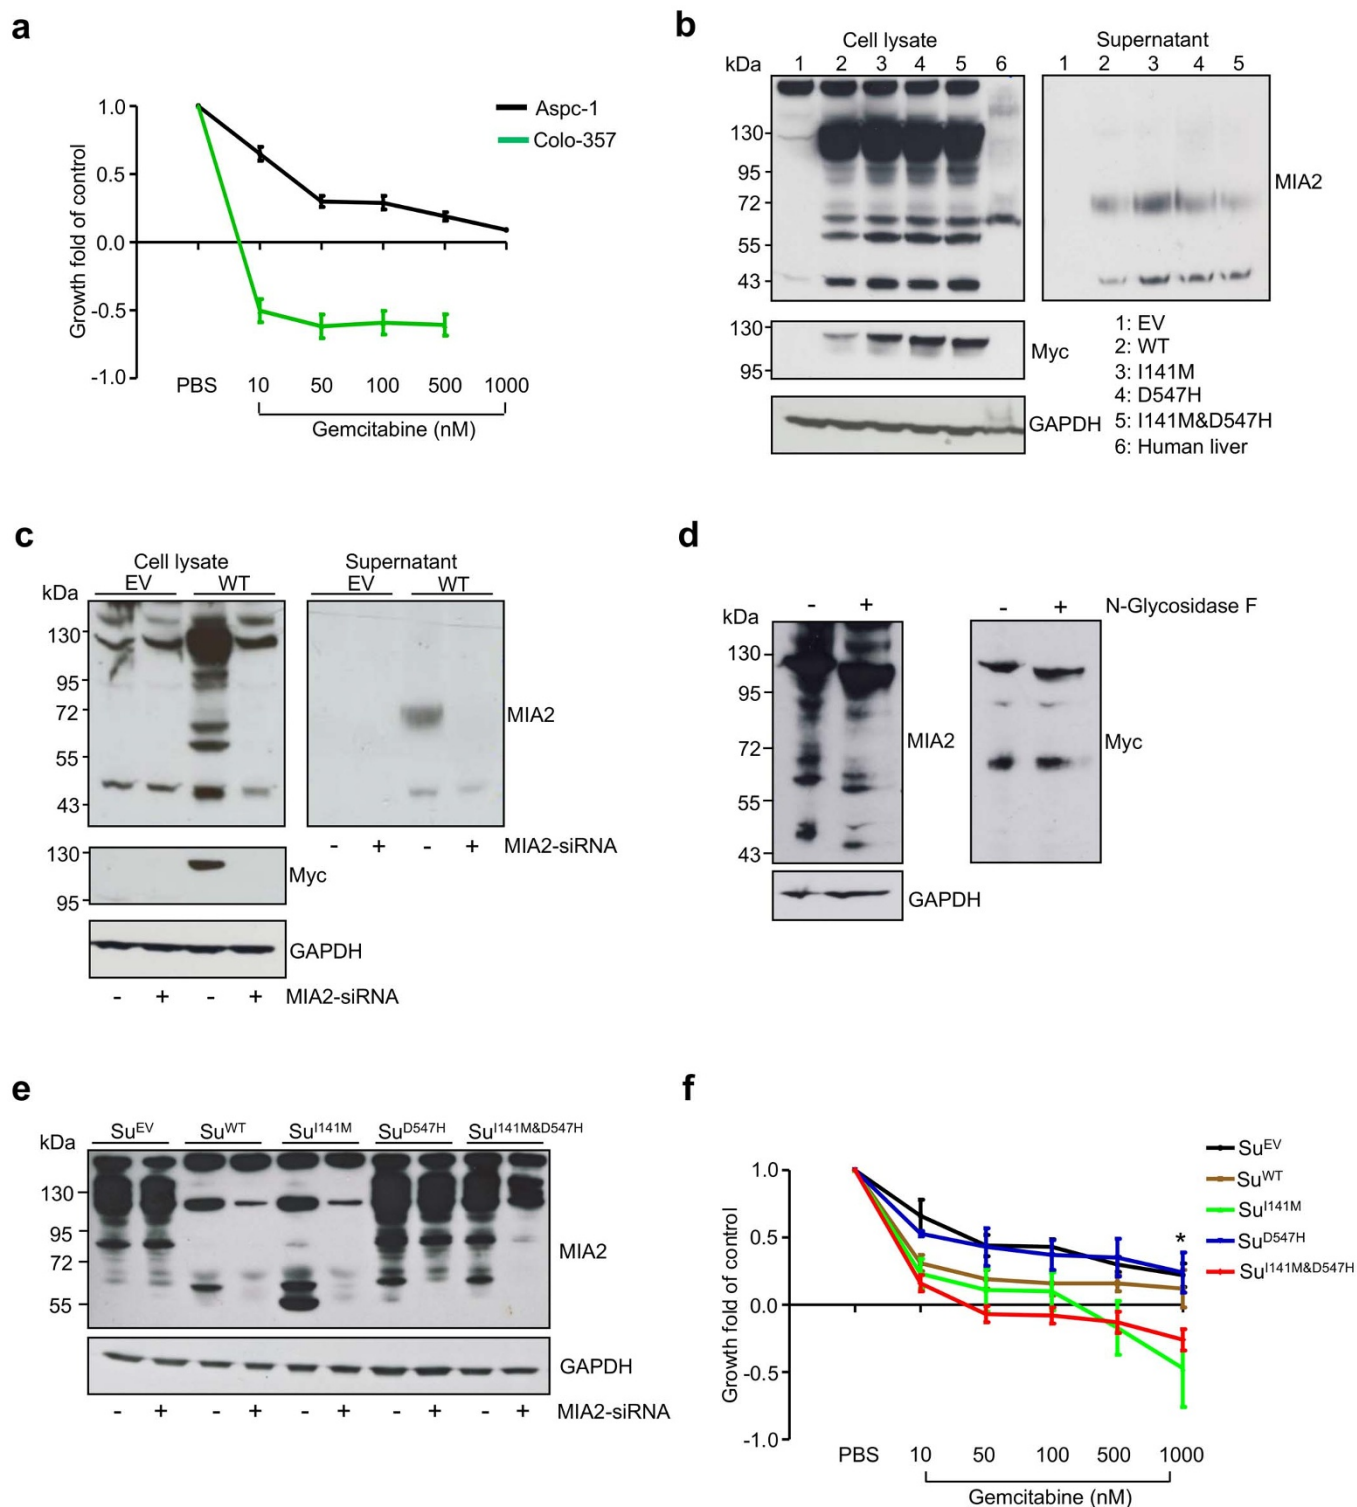 a
1.0
0.5
0.0
-0.5
-1.0
Growth fold of control
Aspc-1
Colo-357
PBS 10 50 100 500 1000
Gemcitabine (nM)
b
Cell lysate Supernatant
kDa 1 2 3 4 5 6 1 2 3 4 5
130
95
72
55
43
MIA2
130
95
Myc
GAPDH
1: EV
2: WT
3: I141M
4: D547H
5: I141M&D547H
6: Human liver
c
Cell lysate Supernatant
EV WT EV WT
kDa
130
95
72
55
43
MIA2
- + - + MIA2-siRNA
130
95
Myc
GAPDH
- + - + MIA2-siRNA
d
- + - + N-Glycosidase F
kDa
130
95
72
55
43
MIA2
Myc
GAPDH
e
kDa
SuEV SuWT SuI141M SuD547H SuI141M&D547H
130
95
72
55
MIA2
GAPDH
- + - + - + - + - + MIA2-siRNA
f
1.0
0.5
0.0
-0.5
-1.0
Growth fold of control
*
SuEV
SuWT
SuI141M
SuD547H
SuI141M&D547H
PBS 10 50 100 500 1000
Gemcitabine (nM)